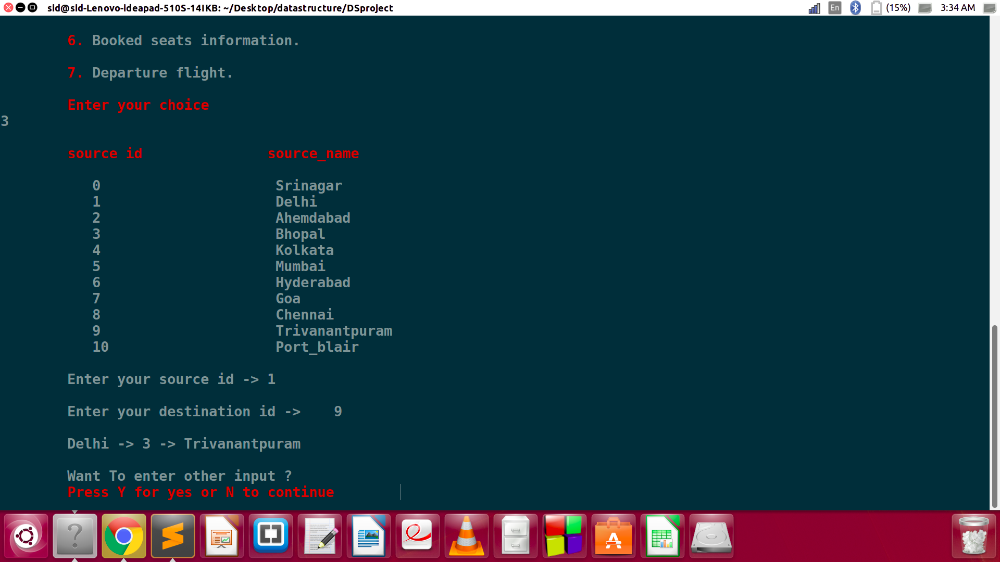 sid@sid-Lenovo-ideapad-510S-14IKB: ~/Desktop/datastructure/DSproject
En
(15%)
3:34 AM
6. Booked seats information.
7. Departure flight.
Enter your choice
3
source id source_name
0 Srinagar
1 Delhi
2 Ahemdabad
3 Bhopal
4 Kolkata
5 Mumbai
6 Hyderabad
7 Goa
8 Chennai
9 Trivanantpuram
10 Port_blair
Enter your source id -> 1
Enter your destination id -> 9
Delhi -> 3 -> Trivanantpuram
Want To enter other input ?
Press Y for yes or N to continue